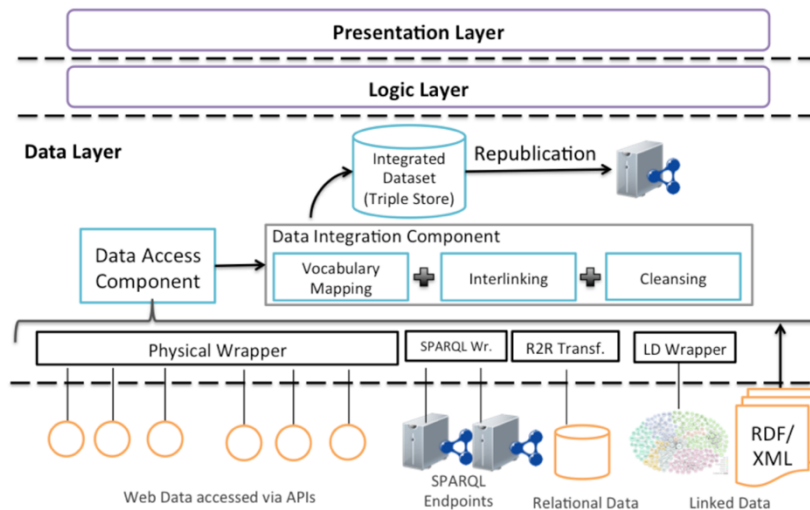 Presentation Layer
Logic Layer
Data Layer
Integrated
Dataset
(Triple Store)
Republication
Data Access
Component
Data Integration Component
Vocabulary
Mapping
Interlinking
Cleansing
Physical Wrapper
SPARQL Wr.
R2R Transf.
LD Wrapper
RDF/
XML
Web Data accessed via APIs
SPARQL
Endpoints
Relational Data
Linked Data